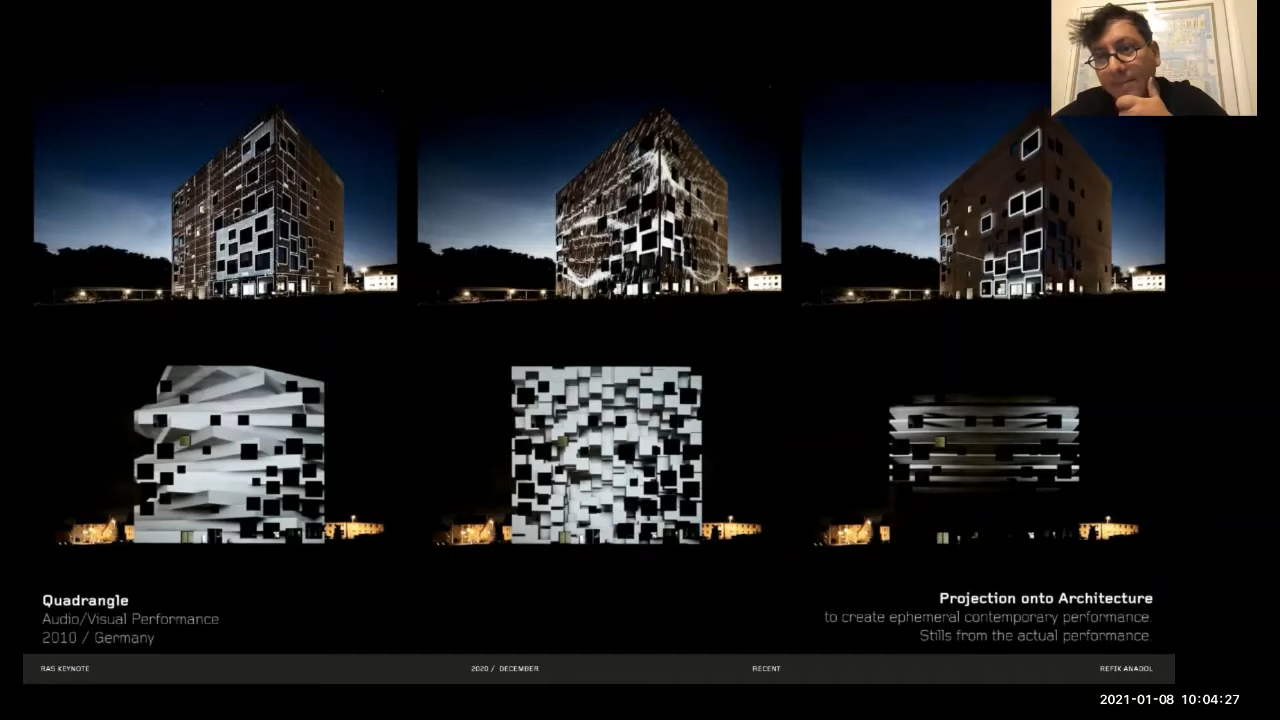 Quadrangle
Audio/Visual Performance
2010 / Germany
Projection onto Architecture
to create ephemeral contemporary performance.
Stills from the actual performance.
RAS KEYNOTE
2020 / DECEMBER
RECENT
REFIK ANADOL
2021-01-08 10:04:27